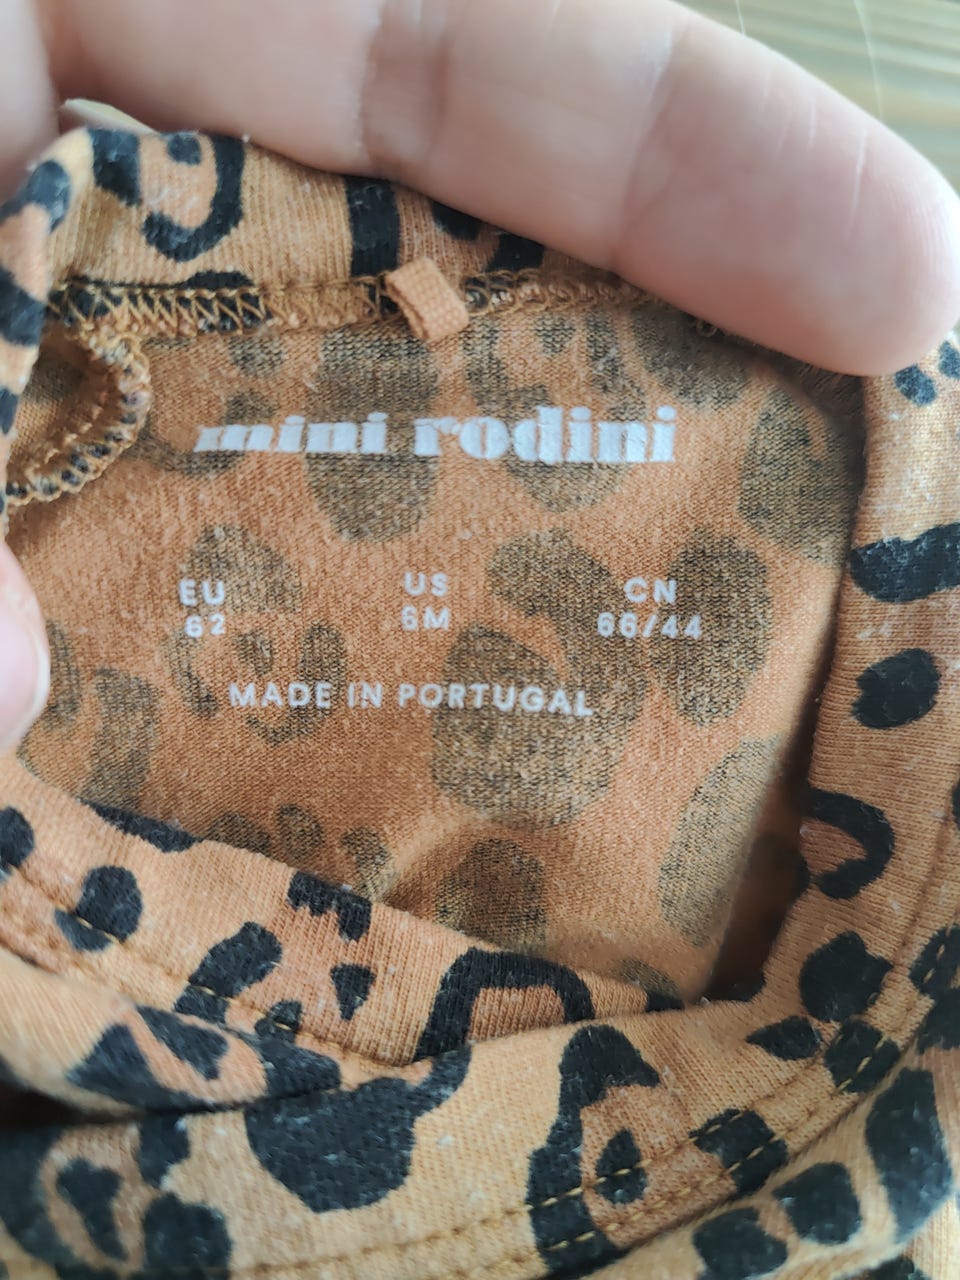 mini rodini
EU US CN
62 6M 66/44
MADE IN PORTUGAL